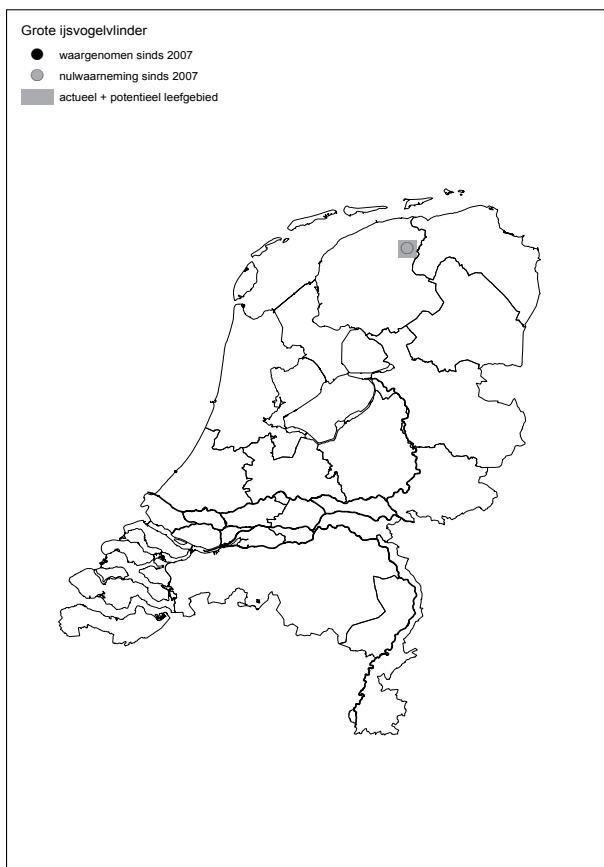 Grote ijsvogelvlinder
waargenomen sinds 2007
nulwaarneming sinds 2007
actueel + potentieel leefgebied